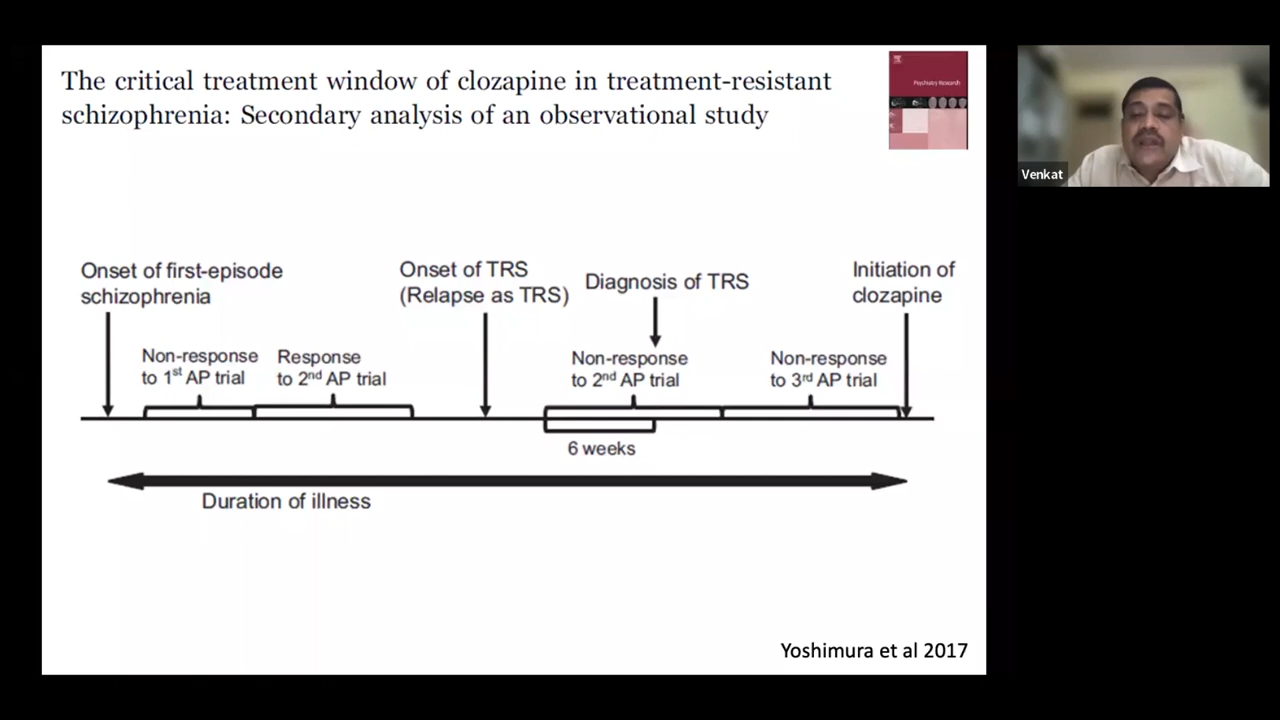 The critical treatment window of clozapine in treatment-resistant
schizophrenia: Secondary analysis of an observational study
Psychiatry Research
Venkat
Onset of first-episode
schizophrenia
Onset of TRS
(Relapse as TRS)
Diagnosis of TRS
Initiation of
clozapine
Non-response
to 1st AP trial
Response
to 2nd AP trial
Non-response
to 2nd AP trial
Non-response
to 3rd AP trial
6 weeks
Duration of illness
Yoshimura et al 2017